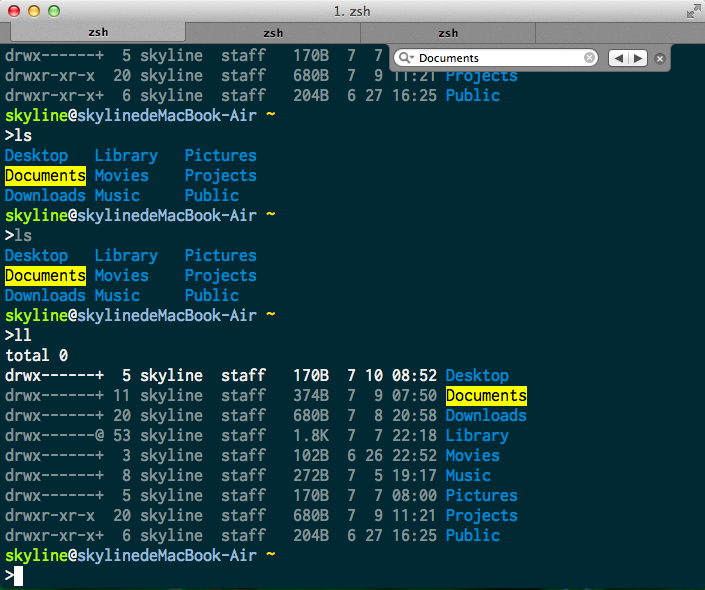 1. zsh
zsh zsh zsh
Documents
drwx------+  5 skyline  staff   170B  7  7
drwxr-xr-x  20 skyline  staff   680B  7  9 11:21 Projects
drwxr-xr-x+  6 skyline  staff   204B  6 27 16:25 Public
skyline@skylinedeMacBook-Air ~
>ls
Desktop   Library   Pictures
Documents Movies    Projects
Downloads Music     Public
skyline@skylinedeMacBook-Air ~
>ls
Desktop   Library   Pictures
Documents Movies    Projects
Downloads Music     Public
skyline@skylinedeMacBook-Air ~
>ll
total 0
drwx------+  5 skyline  staff   170B  7 10 08:52 Desktop
drwx------+ 11 skyline  staff   374B  7  9 07:50 Documents
drwx------+ 20 skyline  staff   680B  7  8 20:58 Downloads
drwx------@ 53 skyline  staff   1.8K  7  7 22:18 Library
drwx------+  3 skyline  staff   102B  6 26 22:52 Movies
drwx------+  8 skyline  staff   272B  7  5 19:17 Music
drwx------+  5 skyline  staff   170B  7  7 08:00 Pictures
drwxr-xr-x  20 skyline  staff   680B  7  9 11:21 Projects
drwxr-xr-x+  6 skyline  staff   204B  6 27 16:25 Public
skyline@skylinedeMacBook-Air ~
>